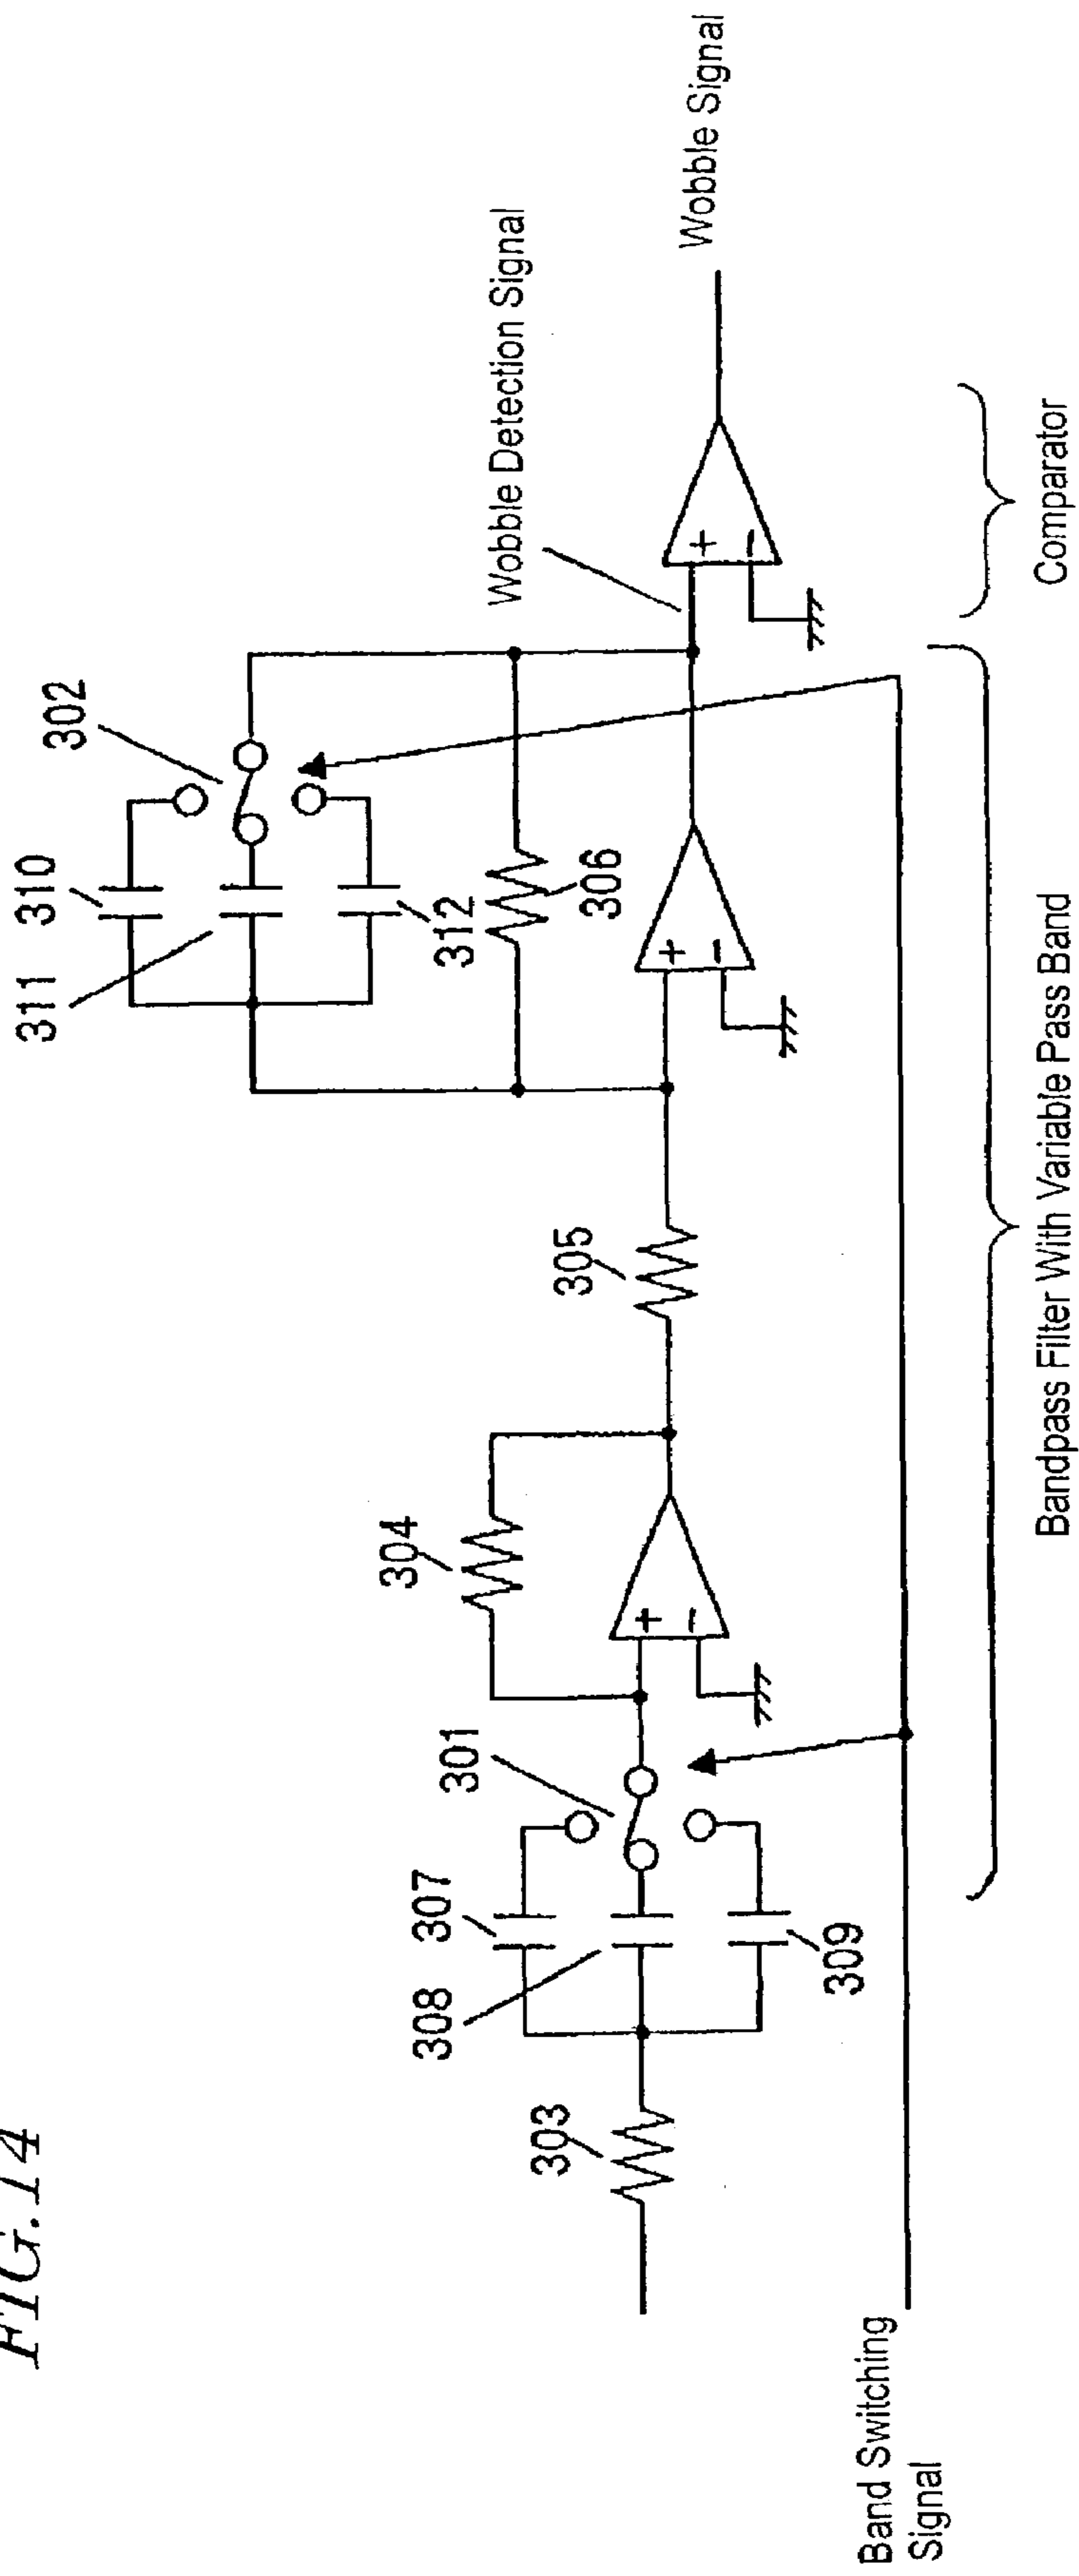 FIG.14
Band Switching
Signal
303
307
308
309
301
304
305
310
311
312
302
306
+
−
+
−
+
−
Wobble Detection Signal
Wobble Signal
Bandpass Filter With Variable Pass Band
Comparator